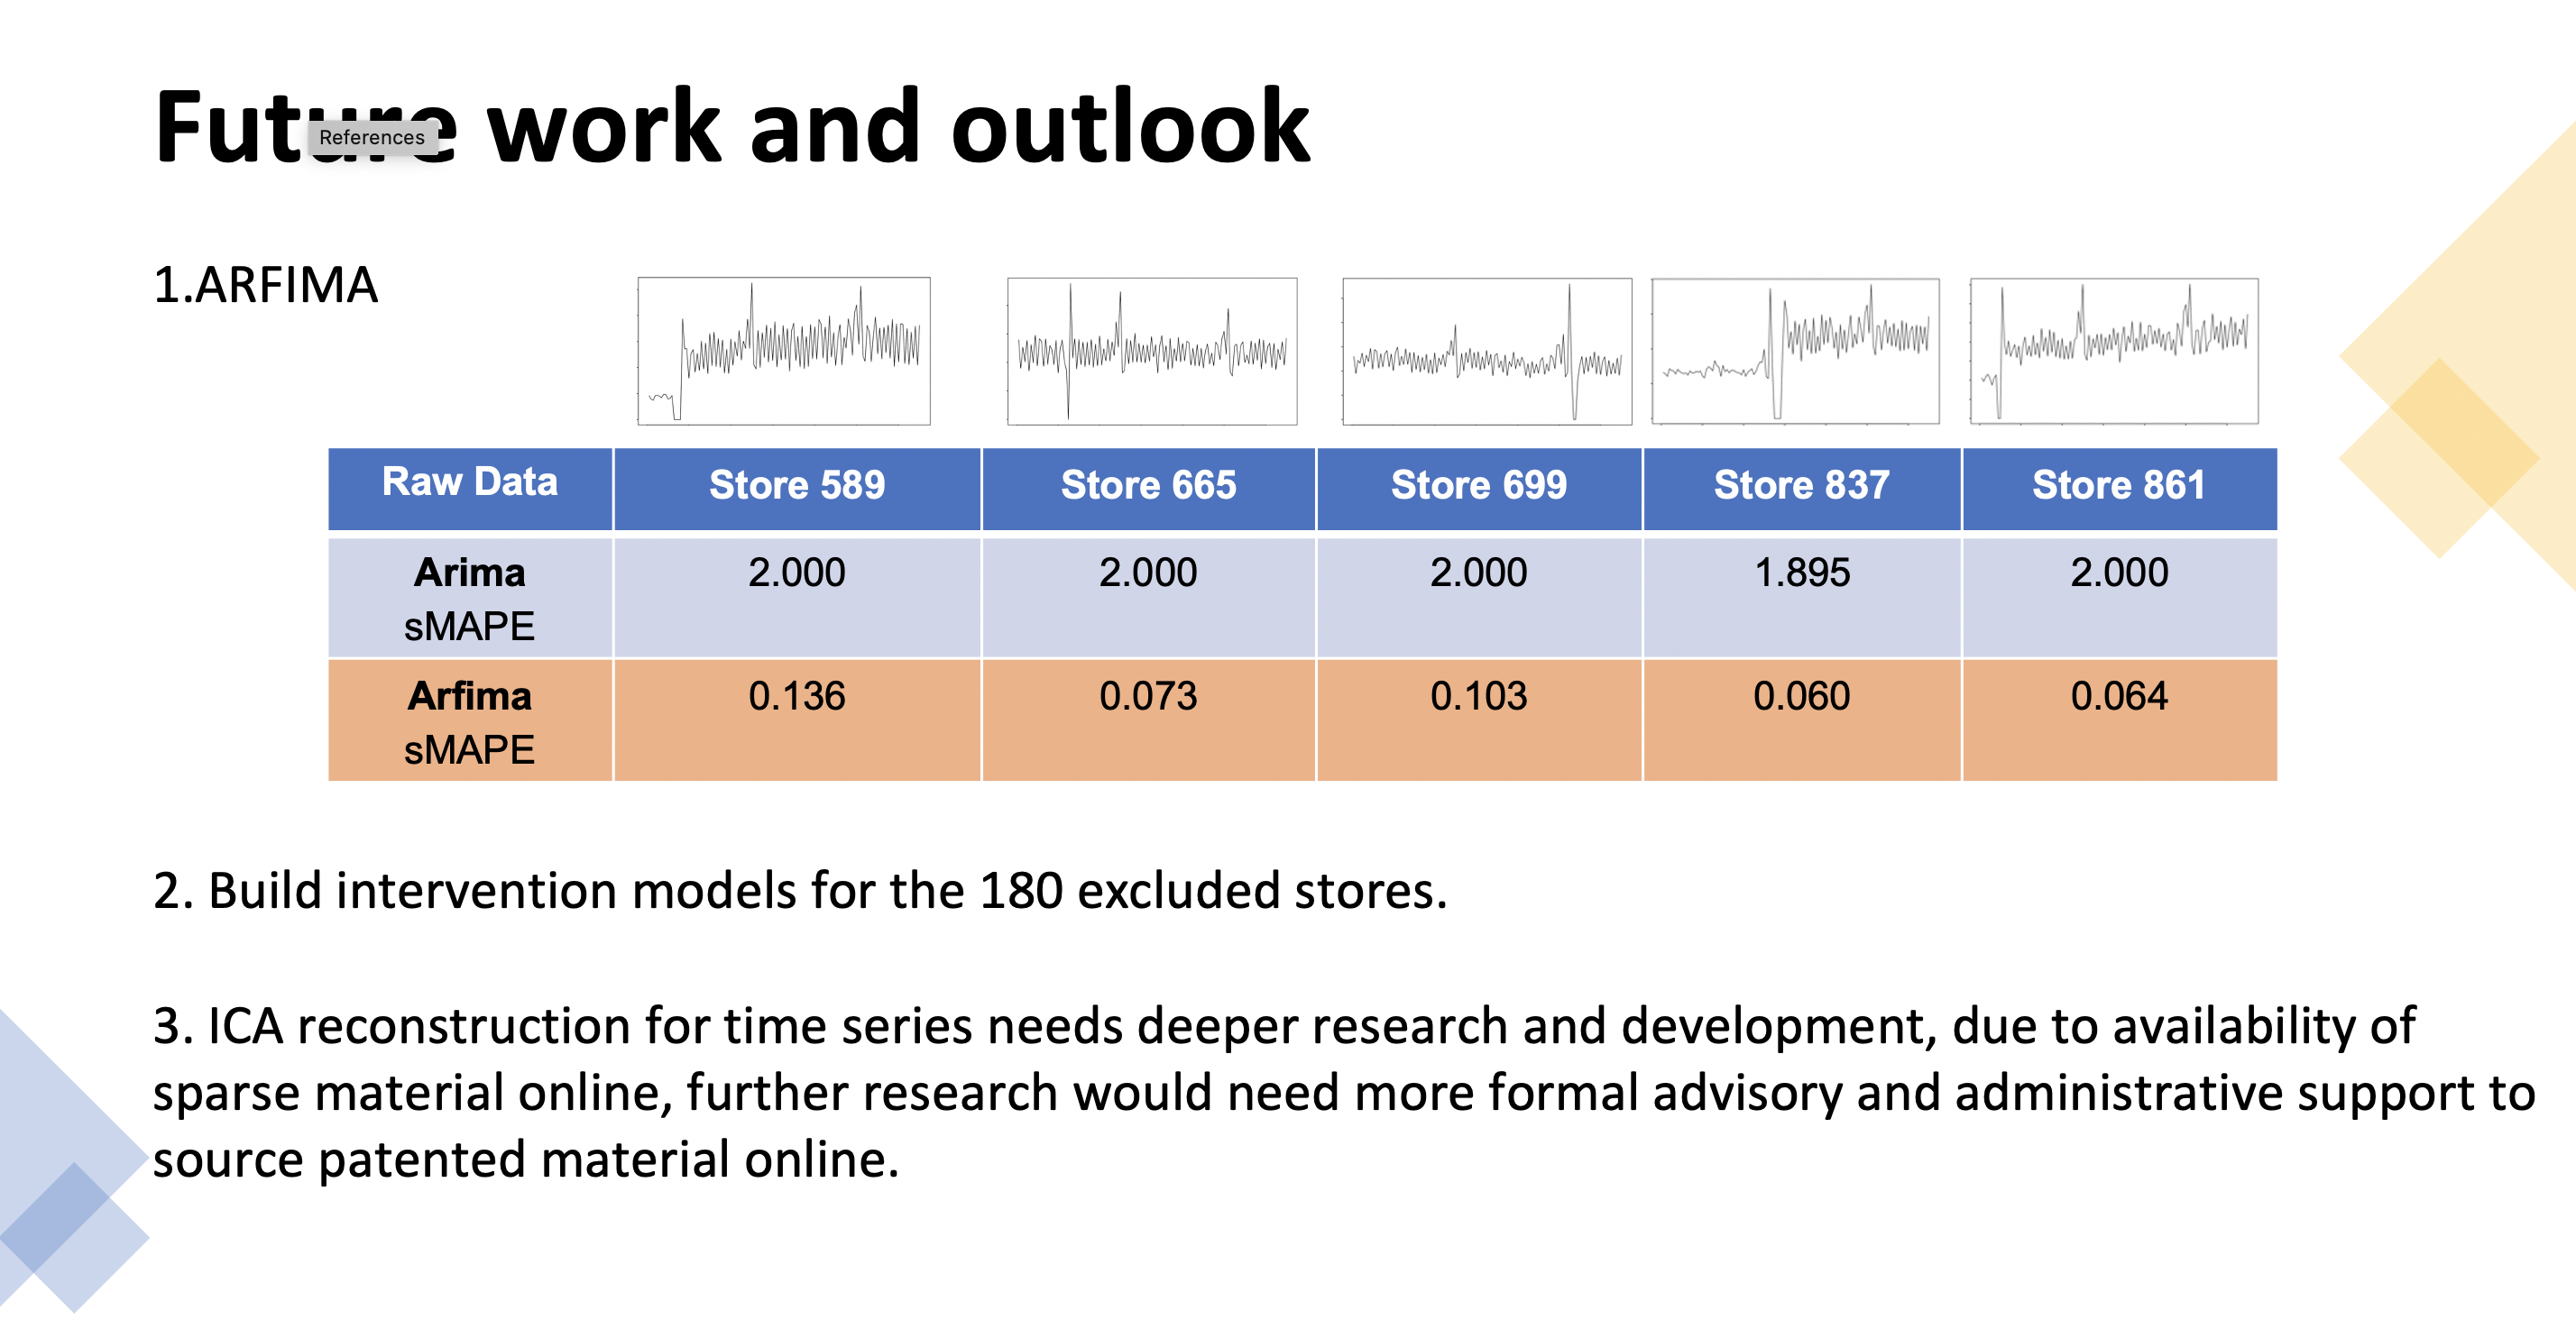 Future work and outlook
References
1.ARFIMA
Raw Data Store 589 Store 665 Store 699 Store 837 Store 861
Arima 2.000 2.000 2.000 1.895 2.000
sMAPE
Arfima 0.136 0.073 0.103 0.060 0.064
sMAPE
2. Build intervention models for the 180 excluded stores.
3. ICA reconstruction for time series needs deeper research and development, due to availability of
sparse material online, further research would need more formal advisory and administrative support to
source patented material online.